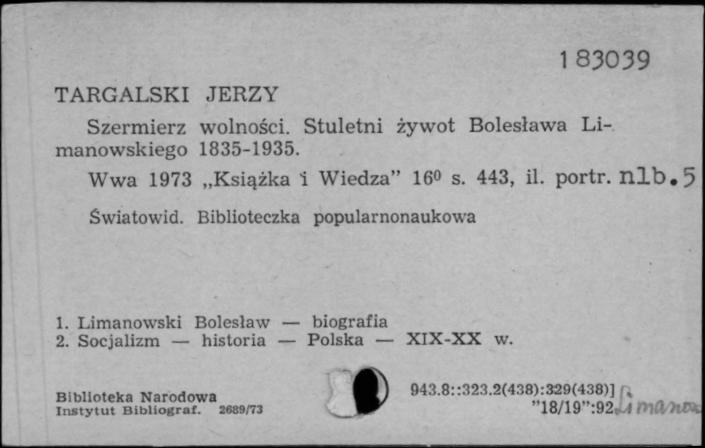 183039
TARGALSKI JERZY
Szermierz wolności. Stuletni żywot Bolesława Li-
manowskiego 1835-1935.
Wwa 1973 „Książka i Wiedza” 16⁰ s. 443, il. portr. nlb. 5
Światowid. Biblioteczka popularnonaukowa
1. Limanowski Bolesław — biografia
2. Socjalizm — historia — Polska — XIX-XX w.
Biblioteka Narodowa
Instytut Bibliograf. 2689/73
943.8::323.2(438):329(438)]
"18/19":92 Limanow